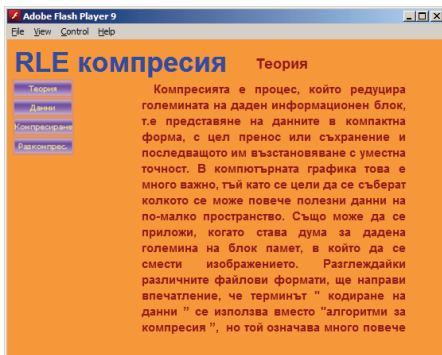 Adobe Flash Player 9
File View Control Help
RLE компресия
Теория
Теория
Данни
Компресиране
Разкомпрес.
Компресията е процес, който редуцира
големината на даден информационен блок,
т.е представяне на данните в компактна
форма, с цел пренос или съхранение и
последващото им възстановяване с уместна
точност. В компютърната графика това е
много важно, тъй като се цели да се съберат
колкото се може повече полезни данни на
по-малко пространство. Също може да се
приложи, когато става дума за дадена
големина на блок памет, в който да се
смести изображението. Разглеждайки
различните файлови формати, ще направи
впечатление, че терминът " кодиране на
данни " се използва вместо "алгоритми за
компресия ", но той означава много повече